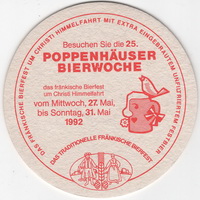 DAS FRÄNKISCHE BIERFEST UM CHRISTI HIMMELFAHRT MIT EXTRA EINGEBRAUTEM UNFILTRIERTEM FESTBIER
Besuchen Sie die 25.
POPPENHÄUSER
BIERWOCHE
das fränkische Bierfest
um Christi Himmelfahrt
vom Mittwoch, 27. Mai,
bis Sonntag, 31. Mai
1992
DAS TRADITIONELLE FRÄNKISCHE BIERFEST